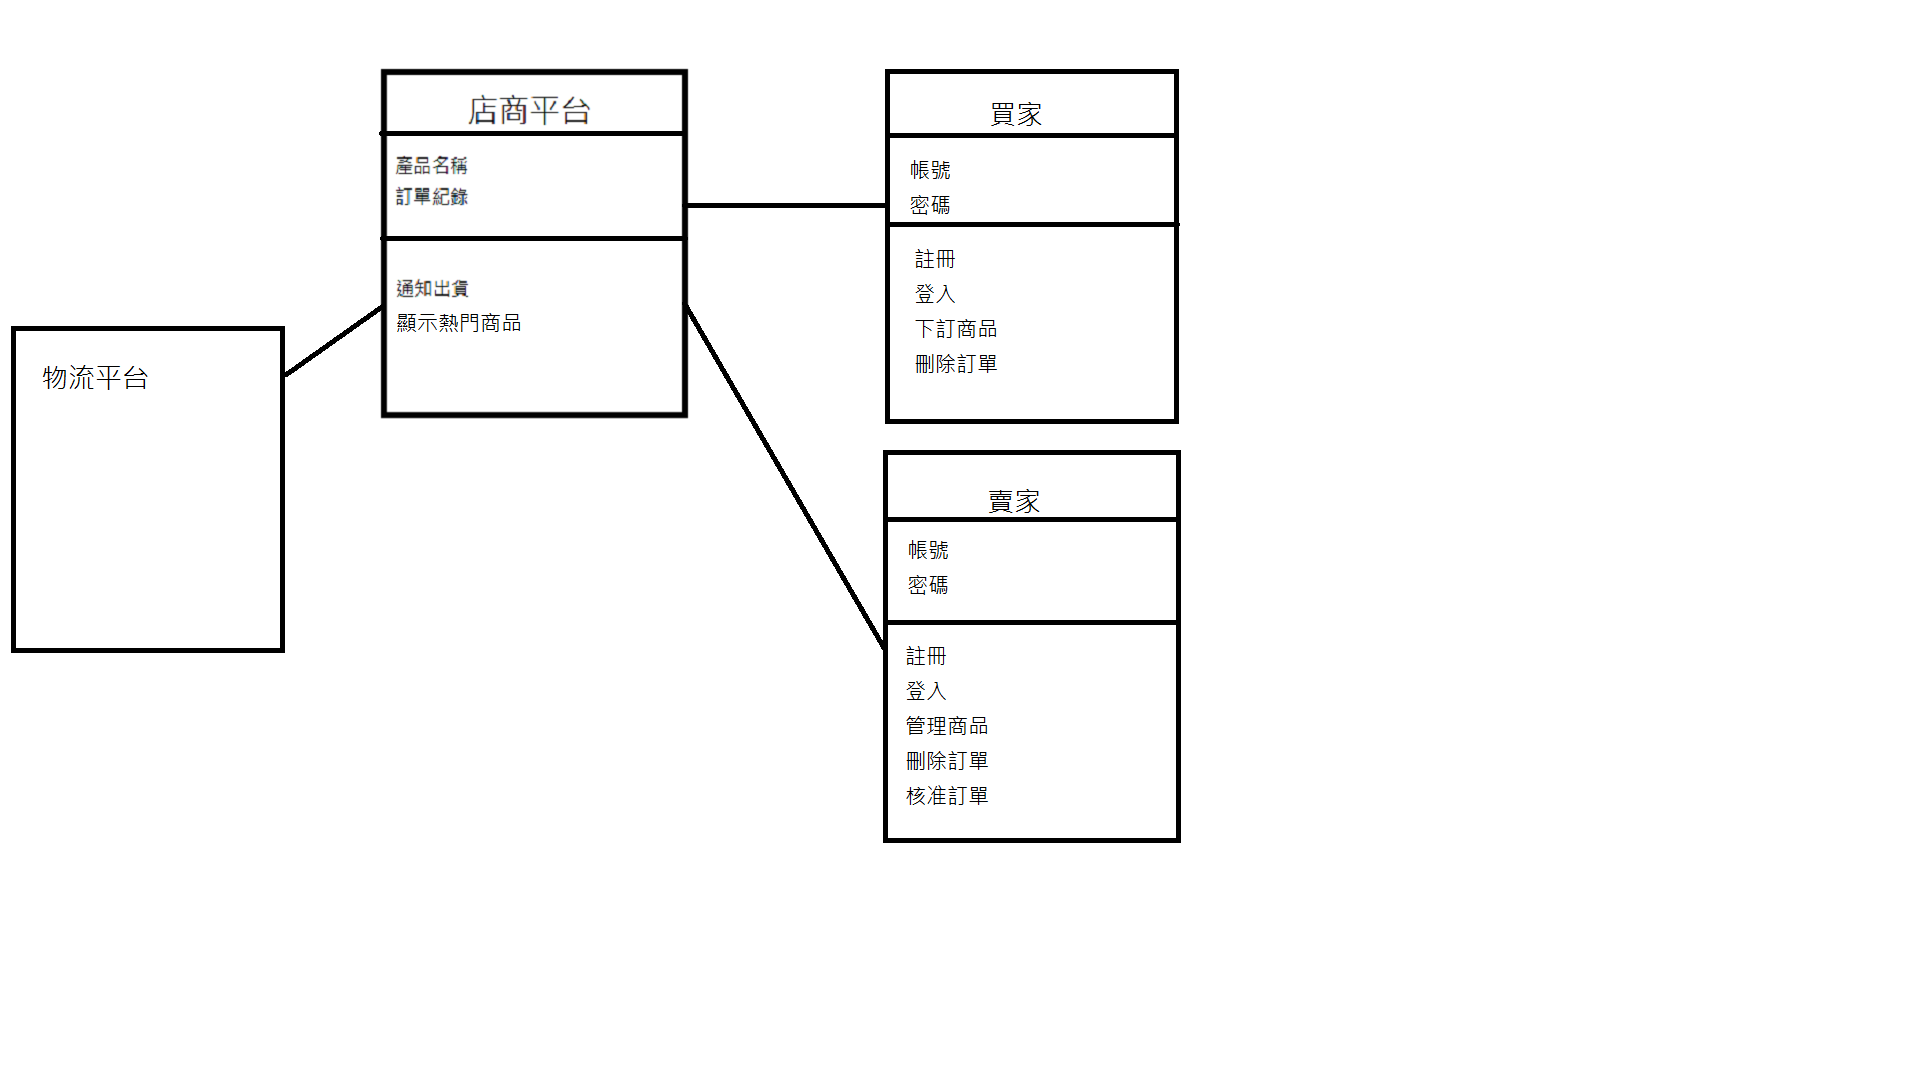 店商平台
產品名稱
訂單紀錄
通知出貨
顯示熱門商品
物流平台
買家
帳號
密碼
註冊
登入
下訂商品
刪除訂單
賣家
帳號
密碼
註冊
登入
管理商品
刪除訂單
核准訂單